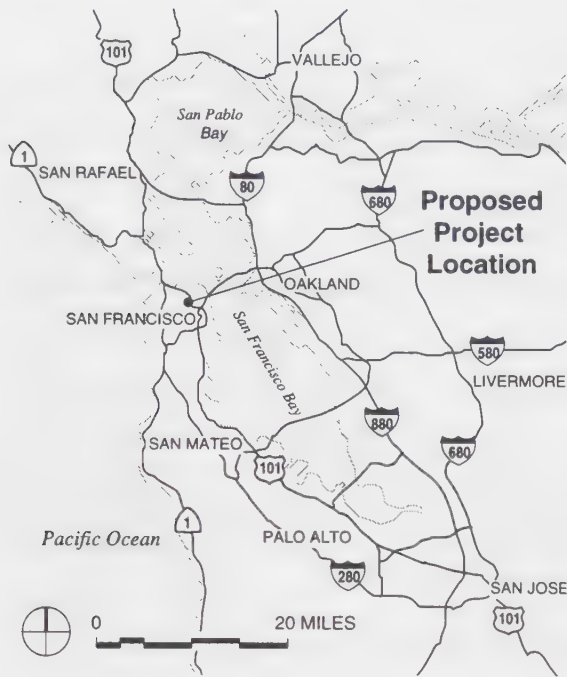 101
VALLEJO
San Pablo
Bay
1
SAN RAFAEL
80
680
Proposed
Project
Location
OAKLAND
SAN FRANCISCO
San Francisco Bay
580
LIVERMORE
880
SAN MATEO
680
101
1
Pacific Ocean
PALO ALTO
280
SAN JOSE
101
0
20 MILES